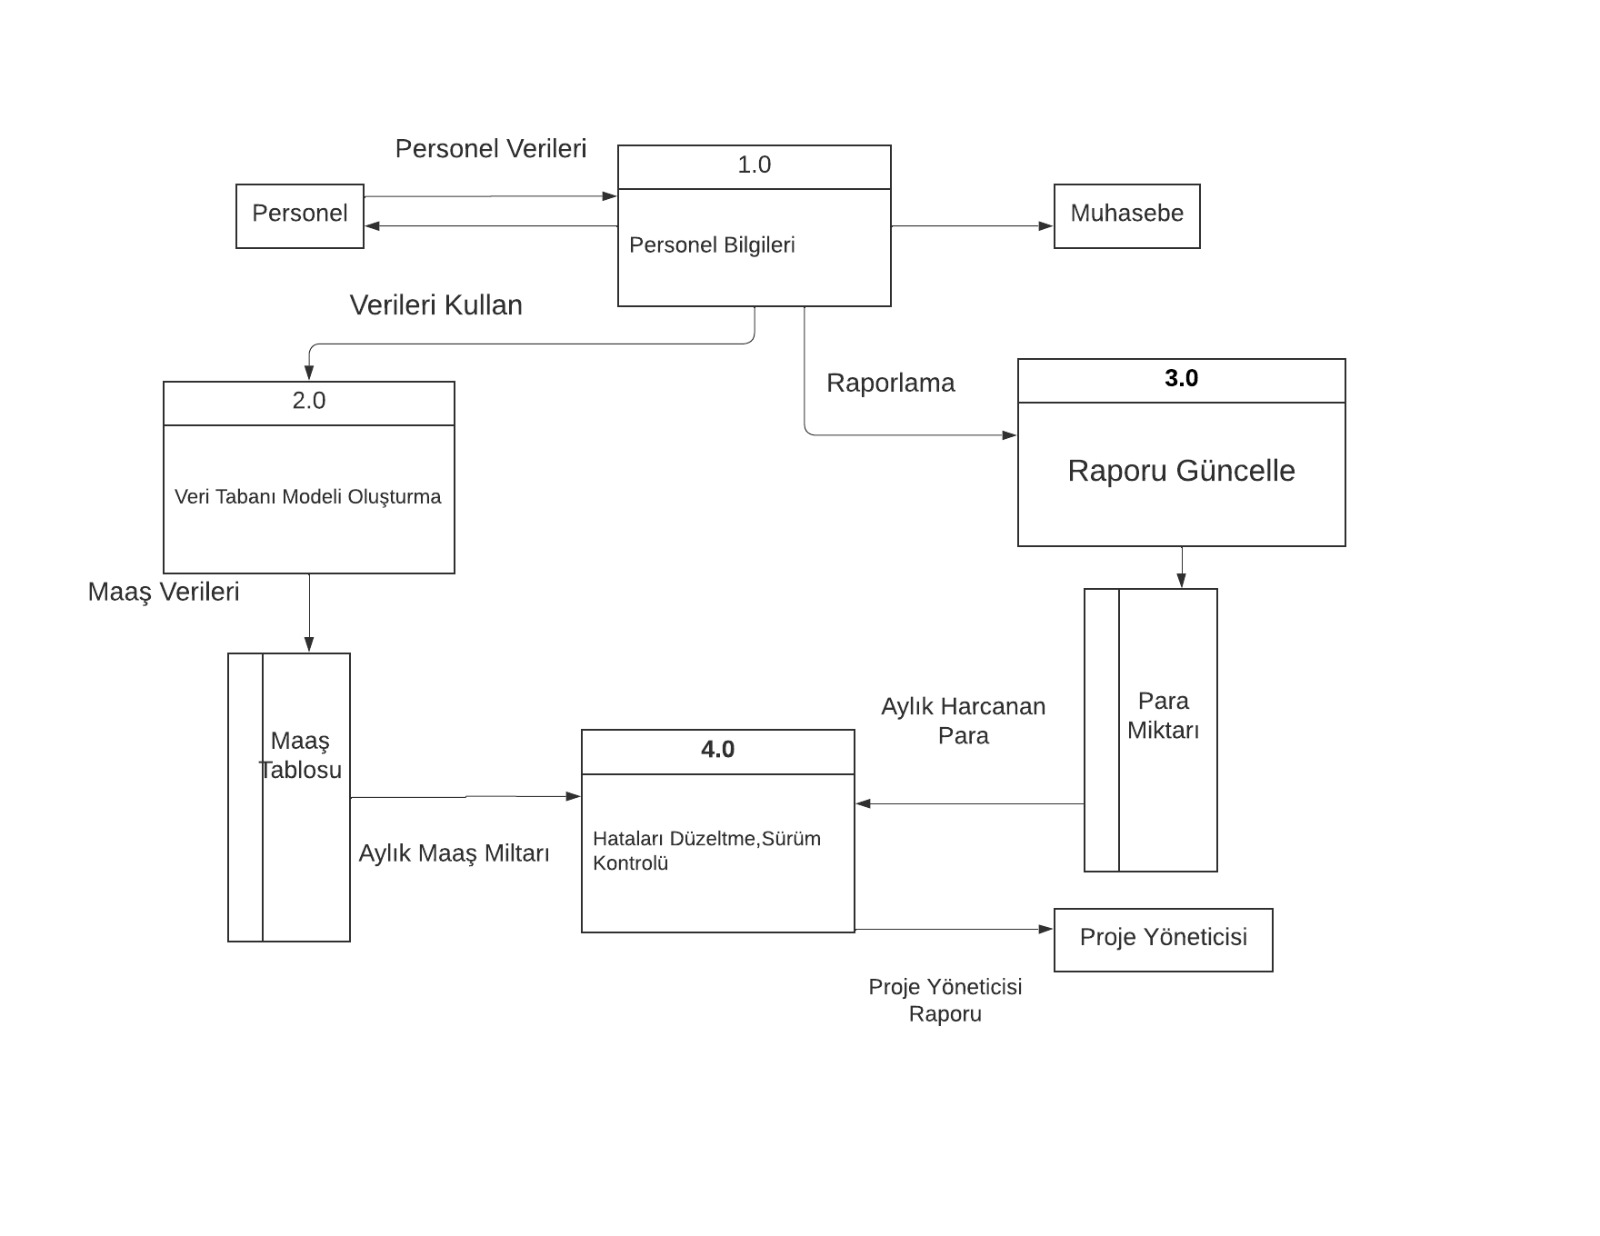 Personel Verileri
1.0
Personel
Muhasebe
Personel Bilgileri
Verileri Kullan
Raporlama
3.0
2.0
Raporu Güncelle
Veri Tabanı Modeli Oluşturma
Maaş Verileri
Aylık Harcanan
Para
Para
Miktarı
Maaş
Tablosu
4.0
Hataları Düzeltme,Sürüm
Kontrolü
Aylık Maaş Miltarı
Proje Yöneticisi
Proje Yöneticisi
Raporu